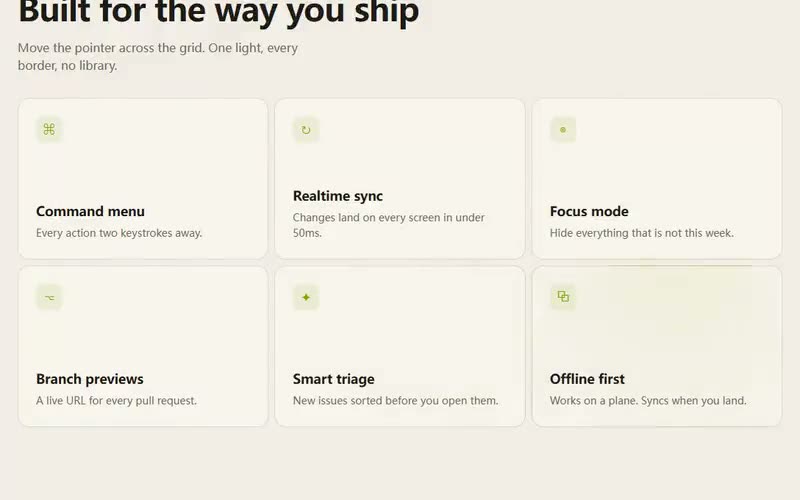 Built for the way you ship
Move the pointer across the grid. One light, every
border, no library.
⌘
↻
Command menu
Every action two keystrokes away.
Realtime sync
Changes land on every screen in under
50ms.
Focus mode
Hide everything that is not this week.
⌥
✦
Branch previews
A live URL for every pull request.
Smart triage
New issues sorted before you open them.
Offline first
Works on a plane. Syncs when you land.